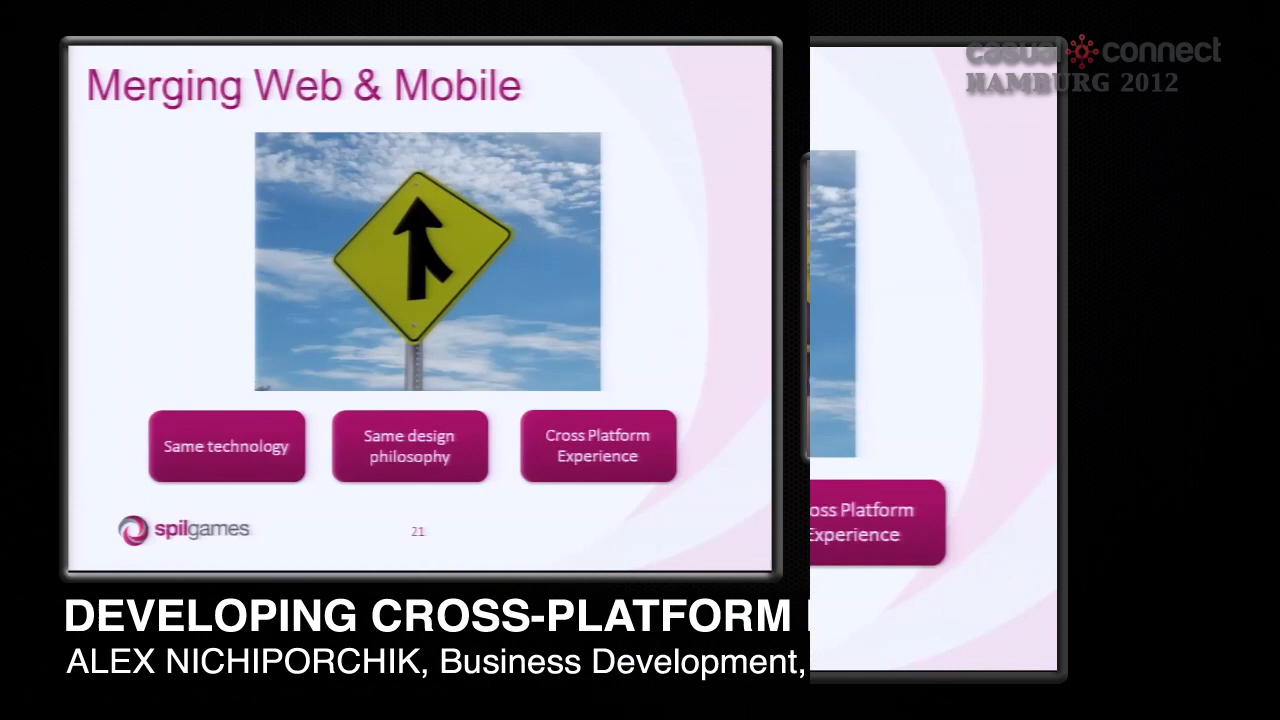 Merging Web & Mobile
Same technology
Same design
philosophy
Cross Platform
Experience
spilgames
21
casual connect
HAMBURG 2012
oss Platform
Experience
DEVELOPING CROSS-PLATFORM
ALEX NICHIPORCHIK, Business Development,